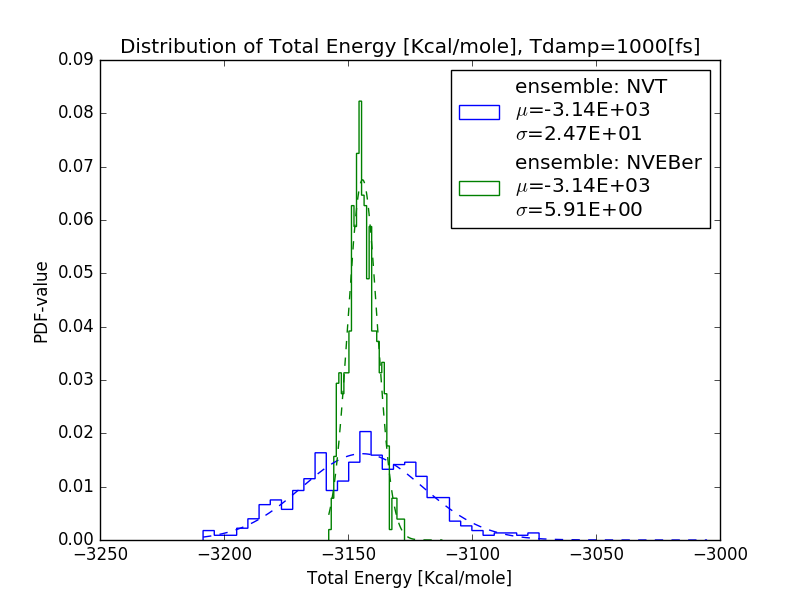 Distribution of Total Energy [Kcal/mole], Tdamp=1000[fs]
0.09
0.08
0.07
0.06
0.05
0.04
0.03
0.02
0.01
0.00
PDF-value
ensemble: NVT
μ=-3.14E+03
σ=2.47E+01
ensemble: NVEBer
μ=-3.14E+03
σ=5.91E+00
−3250 −3200 −3150 −3100 −3050 −3000
Total Energy [Kcal/mole]